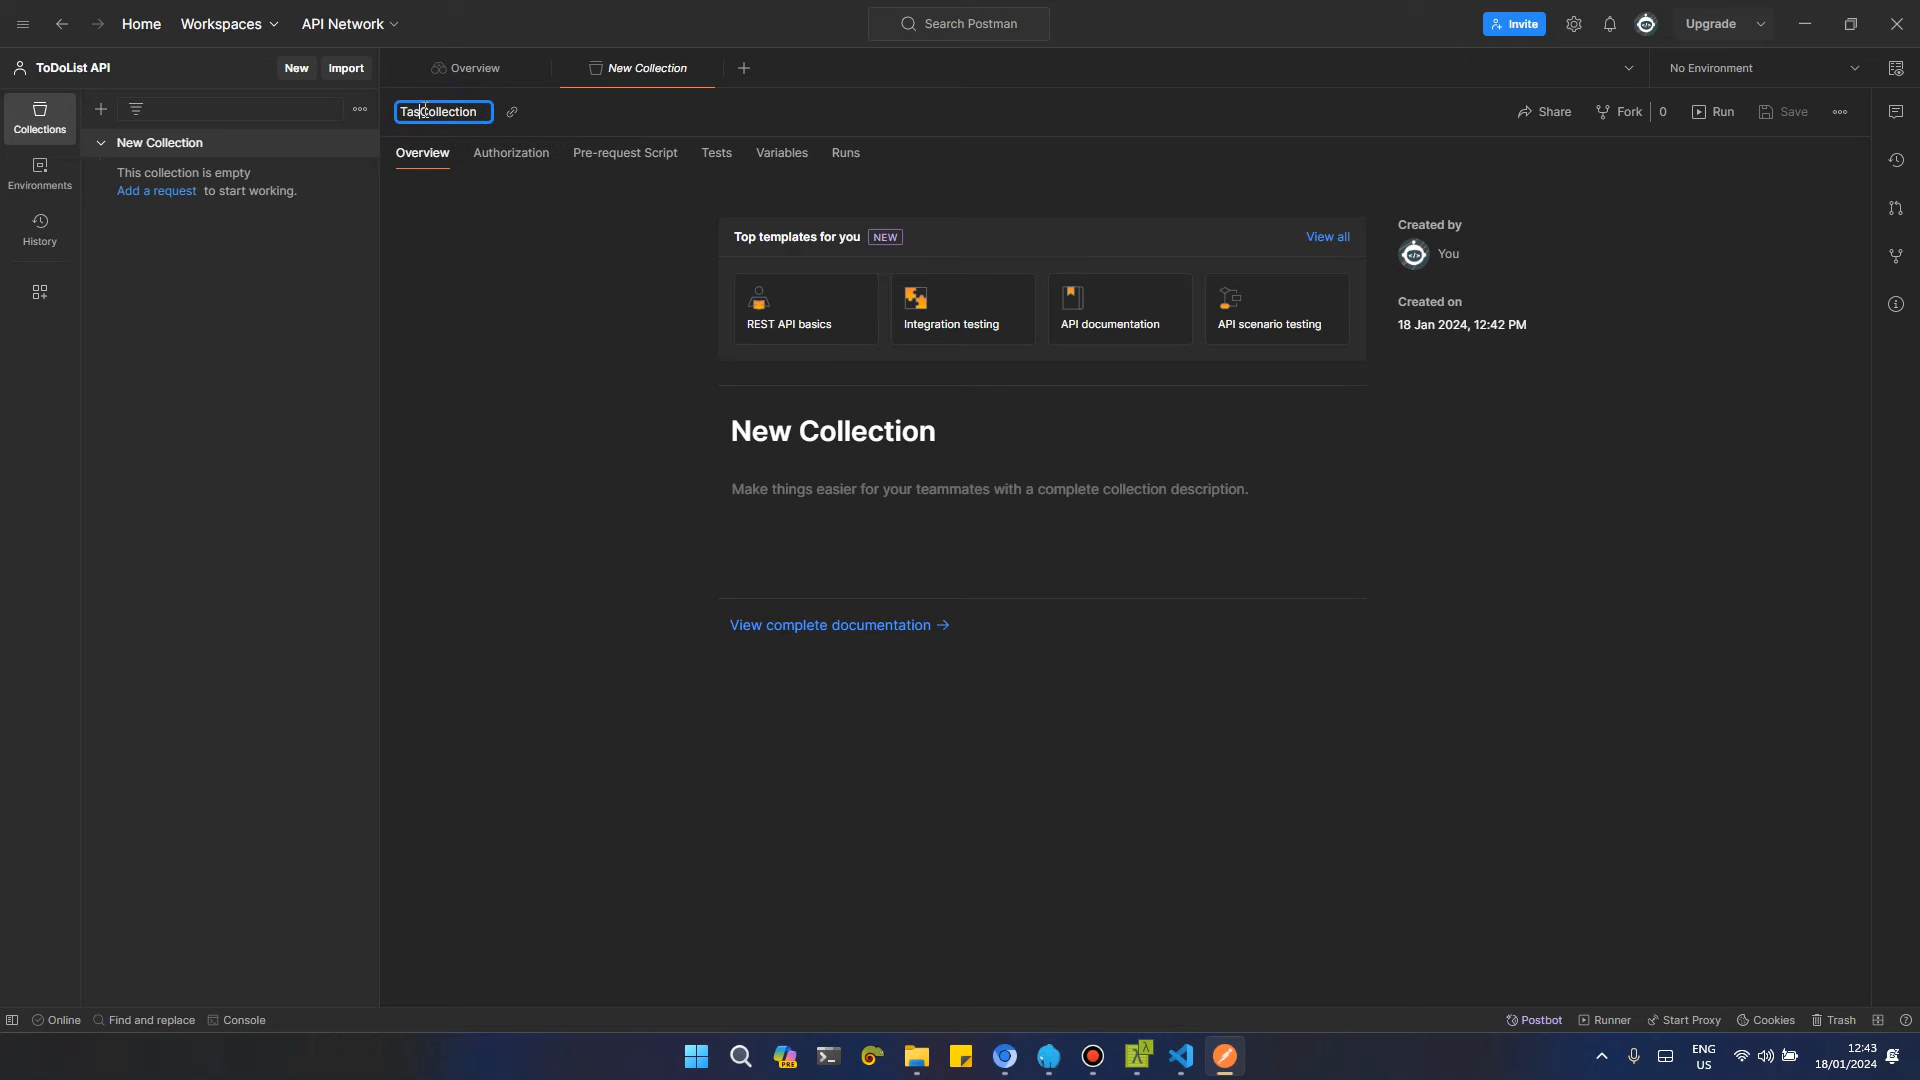 Home Workspaces API Network
Search Postman
Invite
Upgrade
ToDoList API
New Import
Overview
New Collection
No Environment
TasCollection
Share Fork 0 Run Save
Collections
Environments
History
New Collection
This collection is empty
Add a request to start working.
Overview Authorization Pre-request Script Tests Variables Runs
Top templates for you NEW View all
REST API basics
Integration testing
API documentation
API scenario testing
Created by
You
Created on
18 Jan 2024, 12:42 PM
New Collection
Make things easier for your teammates with a complete collection description.
View complete documentation →
Online Find and replace Console
Postbot Runner Start Proxy Cookies Trash
PRE
ENG
US
12:43
18/01/2024